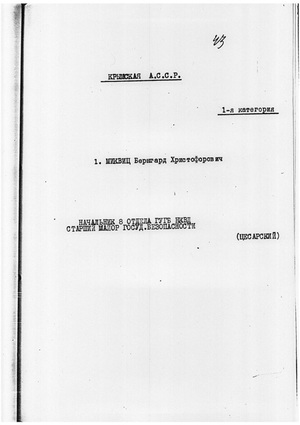 43
КРЫМСКАЯ А.С.С.Р.
1-я категория
1. МИКВИЦ Бернгард Христофорович
НАЧАЛЬНИК 8 ОТДЕЛА ГУГБ НКВД
СТАРШИЙ МАЙОР ГОСУД.БЕЗОПАСНОСТИ
(ЦЕСАРСКИЙ)